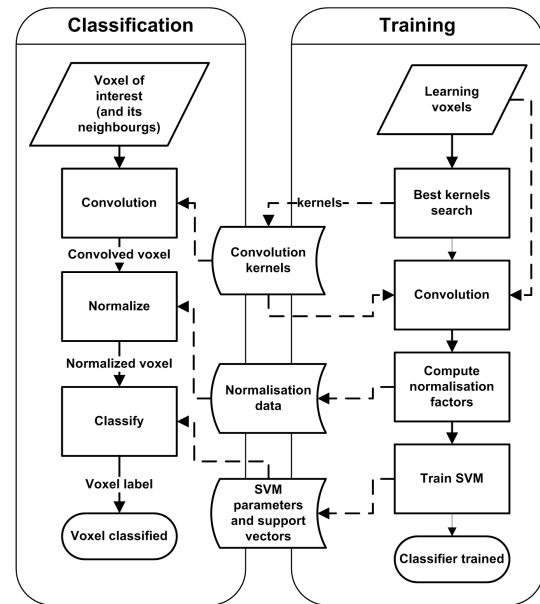 Classification
Voxel of
interest
(and its
neighbourgs)
Convolution
Convolved voxel
Normalize
Normalized voxel
Classify
Voxel label
Voxel classified
kernels
Convolution
kernels
Normalisation
data
SVM
parameters
and support
vectors
Training
Learning
voxels
Best kernels
search
Convolution
Compute
normalisation
factors
Train SVM
Classifier trained